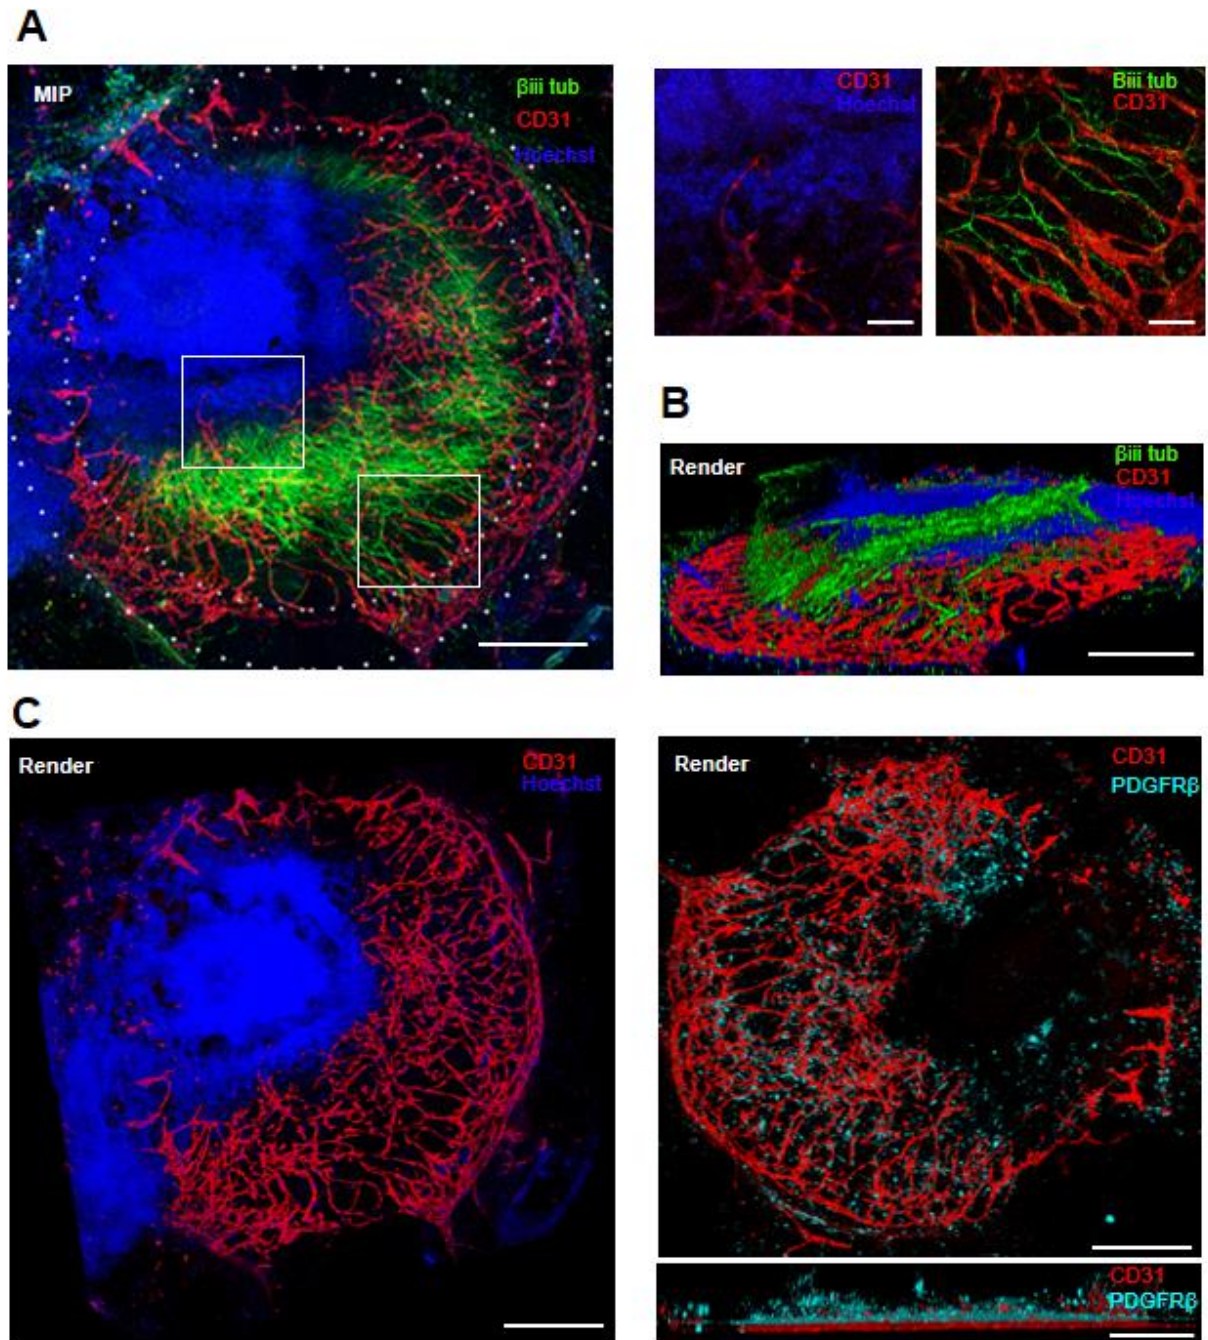 A
MIP
βiii tub
CD31
Hoechst
CD31
Hoechst
Biii tub
CD31
B
Render
βiii tub
CD31
Hoechst
C
Render
CD31
Hoechst
Render
CD31
PDGFRβ
CD31
PDGFRβ